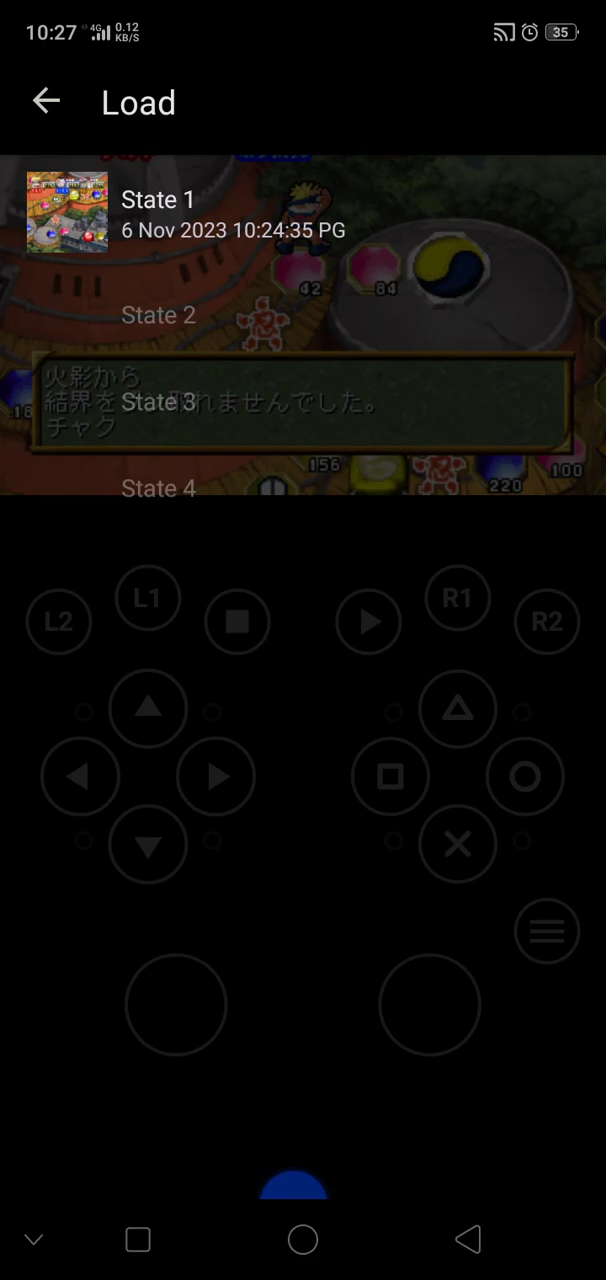 10:27 4G 0.12 KB/S 35
Load
State 1
6 Nov 2023 10:24:35 PG
42 84
State 2
火影から
18
結界を
れませんでした。
State 3
チャク
156 220 100
State 4
L2 L1 R1 R2